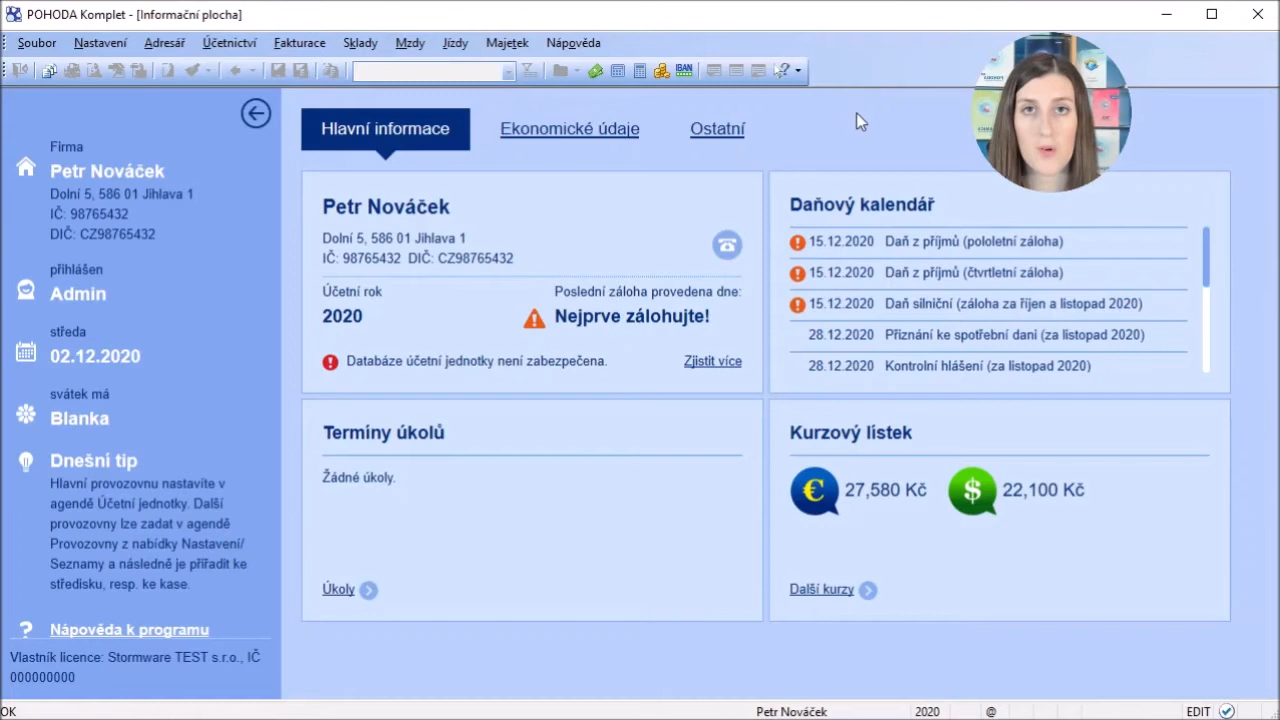 POHODA Komplet - [Informační plocha]
Soubor Nastavení Adresář Účetnictví Fakturace Sklady Mzdy Jízdy Majetek Nápověda
IBAN
Firma
Petr Nováček
Dolní 5, 586 01 Jihlava 1
IČ: 98765432
DIČ: CZ98765432
přihlášen
Admin
středa
02.12.2020
svátek má
Blanka
Dnešní tip
Hlavní provozovnu nastavíte v
agendě Účetní jednotky. Další
provozovny lze zadat v agendě
Provozovny z nabídky Nastavení/
Seznamy a následně je přiřadit ke
středisku, resp. ke kase.
Nápověda k programu
Vlastník licence: Stormware TEST s.r.o., IČ
000000000
Hlavní informace Ekonomické údaje Ostatní
Petr Nováček
Dolní 5, 586 01 Jihlava 1
IČ: 98765432 DIČ: CZ98765432
Účetní rok
2020
Poslední záloha provedena dne:
Nejprve zálohujte!
Databáze účetní jednotky není zabezpečena. Zjistit více
Daňový kalendář
15.12.2020 Daň z příjmů (pololetní záloha)
15.12.2020 Daň z příjmů (čtvrtletní záloha)
15.12.2020 Daň silniční (záloha za říjen a listopad 2020)
28.12.2020 Přiznání ke spotřební dani (za listopad 2020)
28.12.2020 Kontrolní hlášení (za listopad 2020)
Termíny úkolů
Žádné úkoly.
Úkoly
Kurzový lístek
€ 27,580 Kč $ 22,100 Kč
Další kurzy
OK Petr Nováček 2020 @ EDIT